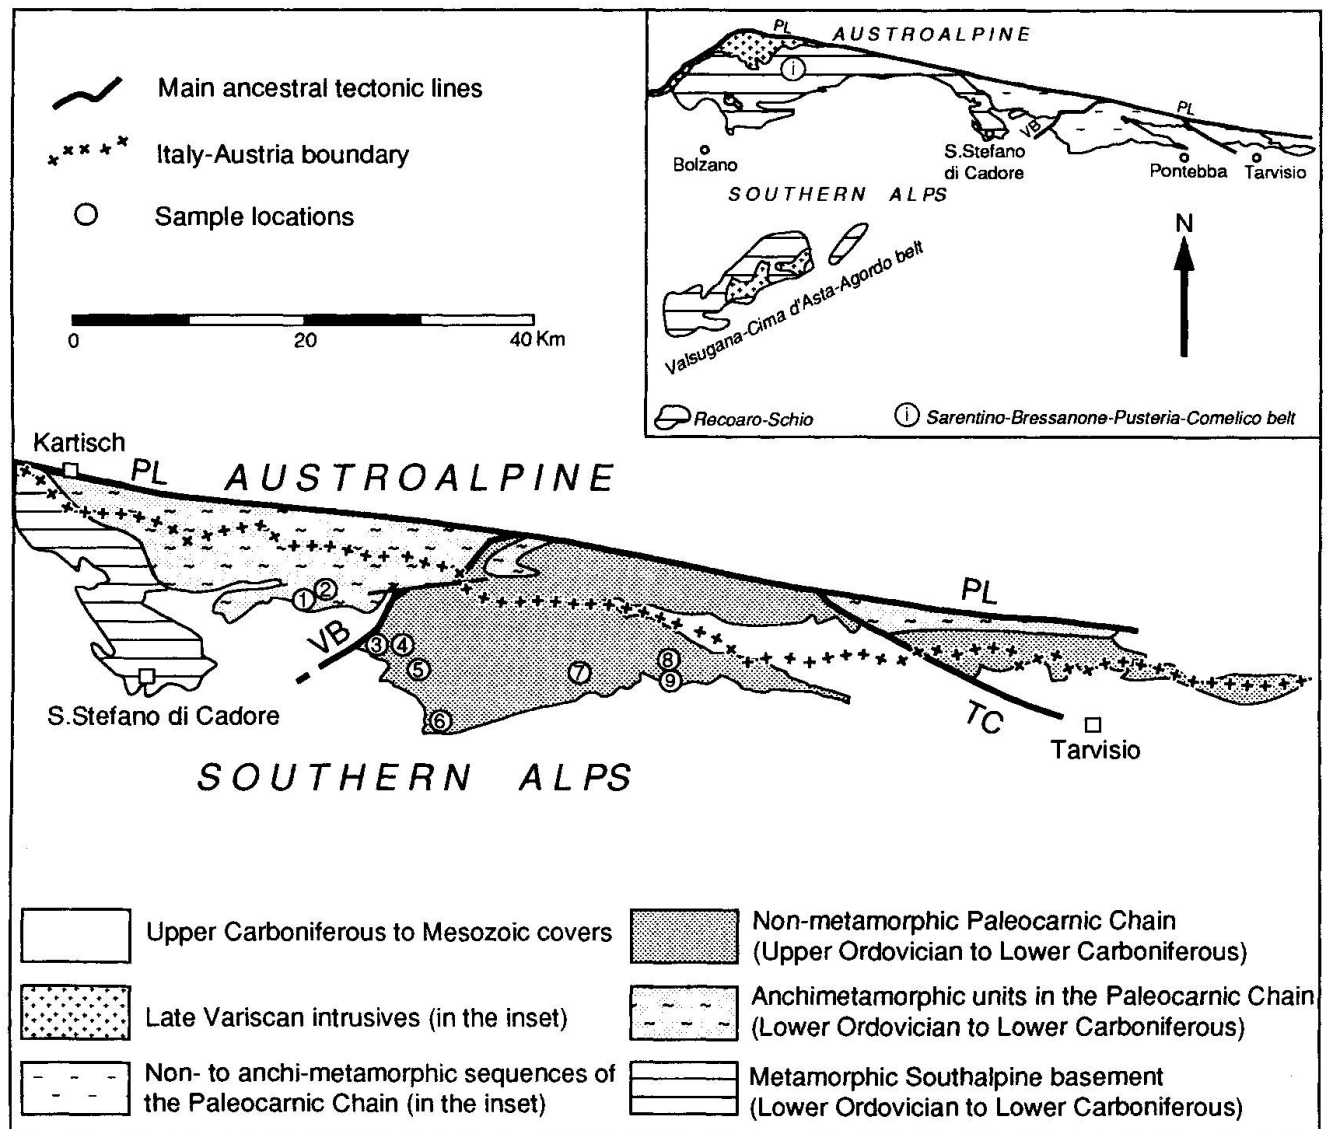 Main ancestral tectonic lines
Italy-Austria boundary
Sample locations
0
20
40 Km
PL
AUSTROALPINE
i
PL
VB
Bolzano
S.Stefano
di Cadore
Pontebba
Tarvisio
SOUTHERN ALPS
N
Valsugana-Cima d'Asta-Agordo belt
Recoaro-Schio
i Sarentino-Bressanone-Pusteria-Comelico belt
Kartisch
PL
AUSTROALPINE
PL
1
2
VB
3
4
5
6
7
8
9
S.Stefano di Cadore
TC
Tarvisio
SOUTHERN ALPS
Upper Carboniferous to Mesozoic covers
Late Variscan intrusives (in the inset)
Non- to anchi-metamorphic sequences of
the Paleocarnic Chain (in the inset)
Non-metamorphic Paleocarnic Chain
(Upper Ordovician to Lower Carboniferous)
Anchimetamorphic units in the Paleocarnic Chain
(Lower Ordovician to Lower Carboniferous)
Metamorphic Southalpine basement
(Lower Ordovician to Lower Carboniferous)